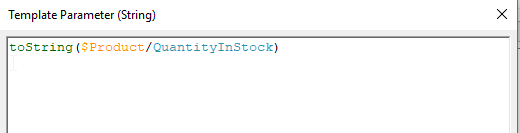 Template Parameter (String)
toString($Product/QuantityInStock)